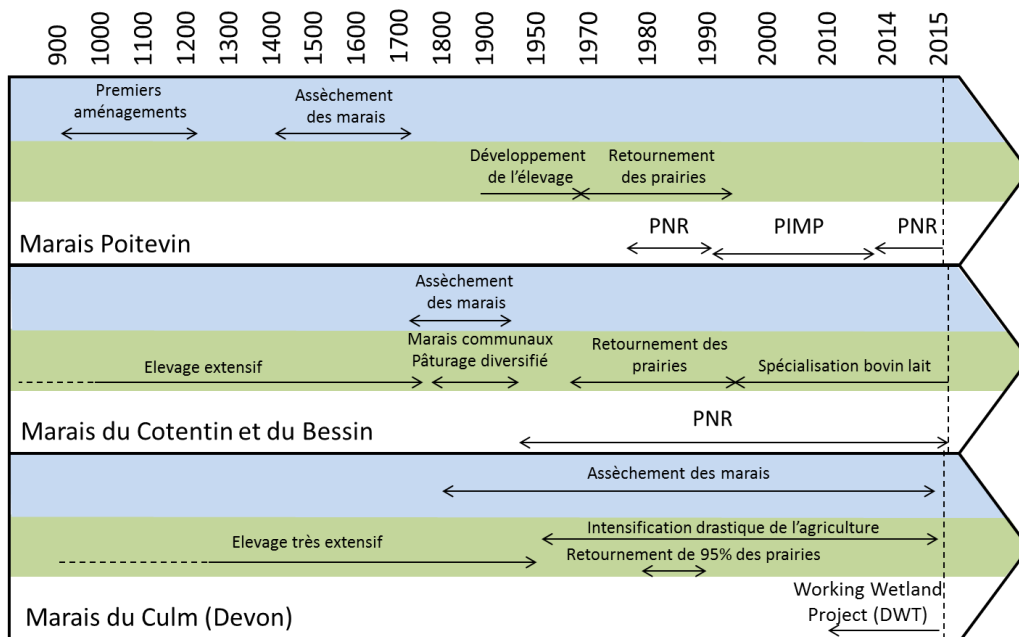 900 1000 1100 1200 1300 1400 1500 1600 1700 1800 1900 1950 1970 1980 1990 2000 2010 2014 2015
Premiers
aménagements
Assèchement
des marais
Développement
de l'élevage
Retournement
des prairies
PNR
PIMP
PNR
Marais Poitevin
Assèchement
des marais
Elevage extensif
Marais communaux
Pâturage diversifié
Retournement des
prairies
Spécialisation bovin lait
PNR
Marais du Cotentin et du Bessin
Assèchement des marais
Intensification drastique de l'agriculture
Elevage très extensif
Retournement de 95% des prairies
Working Wetland
Project (DWT)
Marais du Culm (Devon)